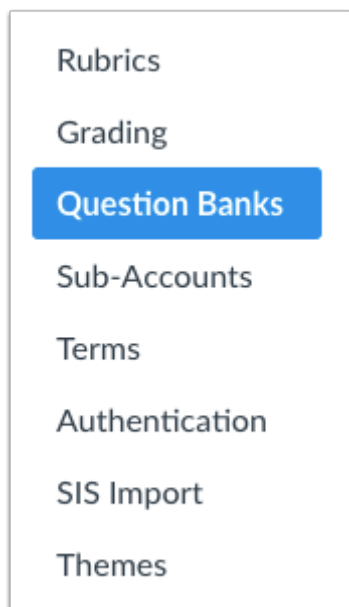 Rubrics
Grading
Question Banks
Sub-Accounts
Terms
Authentication
SIS Import
Themes